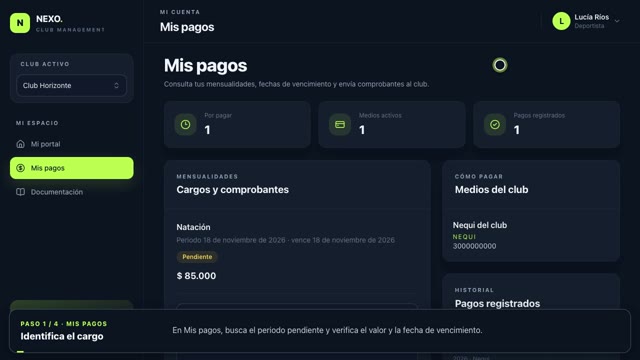 N
NEXO.
CLUB MANAGEMENT
CLUB ACTIVO
Club Horizonte
MI ESPACIO
Mi portal
Mis pagos
Documentación
MI CUENTA
Mis pagos
L
Lucía Ríos
Deportista
Mis pagos
Consulta tus mensualidades, fechas de vencimiento y envía comprobantes al club.
Por pagar
1
Medios activos
1
Pagos registrados
1
MENSUALIDADES
Cargos y comprobantes
Natación
Periodo 18 de noviembre de 2026 · vence 18 de noviembre de 2026
Pendiente
$ 85.000
CÓMO PAGAR
Medios del club
Nequi del club
NEQUI
3000000000
HISTORIAL
Pagos registrados
PASO 1 / 4 · MIS PAGOS
Identifica el cargo
En Mis pagos, busca el periodo pendiente y verifica el valor y la fecha de vencimiento.